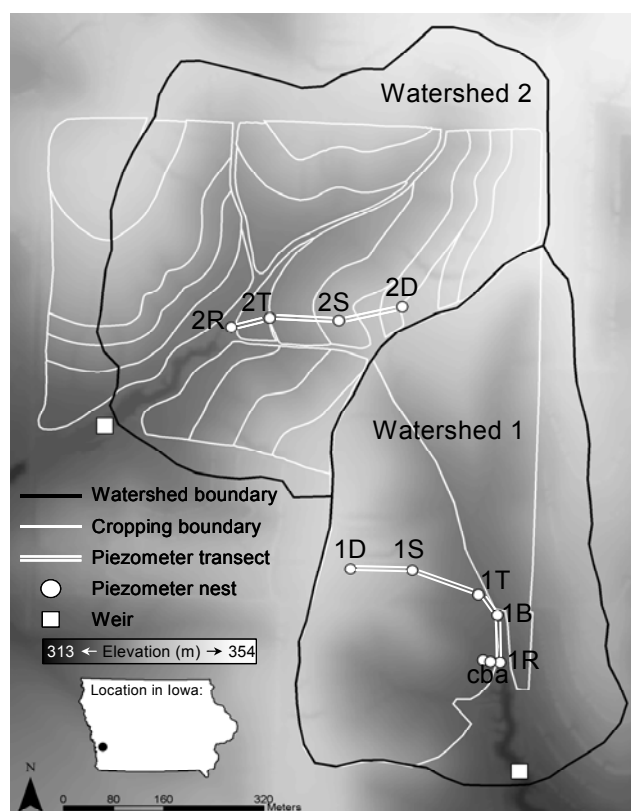 Watershed 2
2D
2T
2S
2R
Watershed 1
1D
1S
1T
1B
cba
1R
Watershed boundary
Cropping boundary
Piezometer transect
Piezometer nest
Weir
313 ← Elevation (m) → 354
Location in Iowa:
N
0 80 160 320
Meters